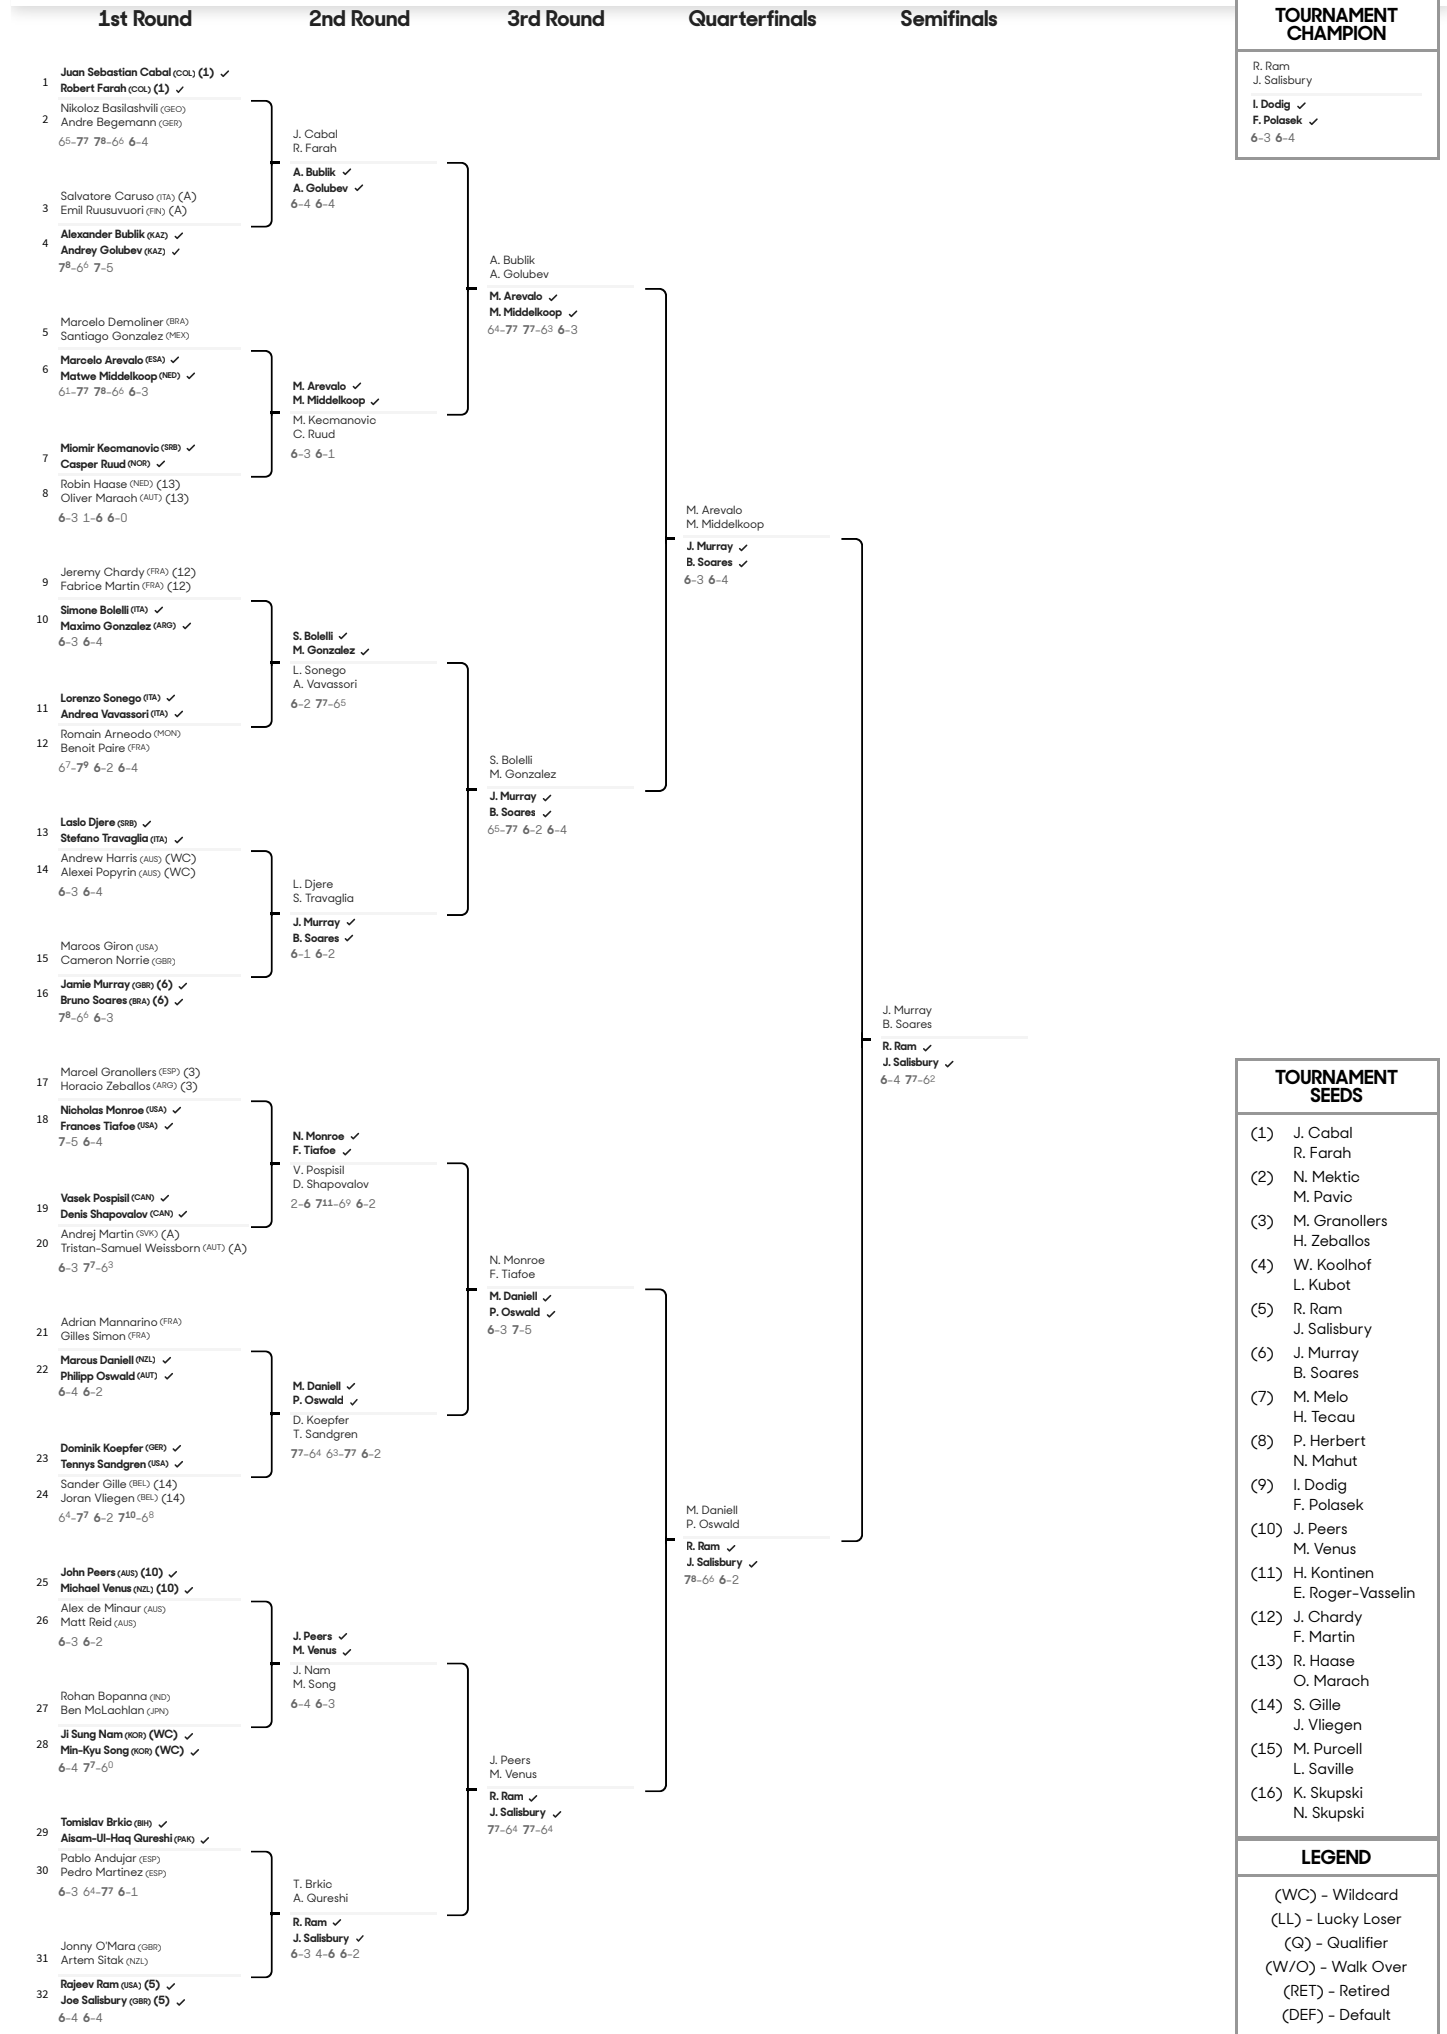 1st Round
2nd Round
3rd Round
Quarterfinals
Semifinals
1
Juan Sebastian Cabal (COL) (1)
Robert Farah (COL) (1)
2
Nikoloz Basilashvili (GEO)
Andre Begemann (GER)
6⁵-7⁷ 7⁸-6⁶ 6-4
3
Salvatore Caruso (ITA) (A)
Emil Ruusuvuori (FIN) (A)
4
Alexander Bublik (KAZ)
Andrey Golubev (KAZ)
7⁸-6⁶ 7-5
5
Marcelo Demoliner (BRA)
Santiago Gonzalez (MEX)
6
Marcelo Arevalo (ESA)
Matwe Middelkoop (NED)
6¹-7⁷ 7⁸-6⁶ 6-3
7
Miomir Kecmanovic (SRB)
Casper Ruud (NOR)
8
Robin Haase (NED) (13)
Oliver Marach (AUT) (13)
6-3 1-6 6-0
9
Jeremy Chardy (FRA) (12)
Fabrice Martin (FRA) (12)
10
Simone Bolelli (ITA)
Maximo Gonzalez (ARG)
6-3 6-4
11
Lorenzo Sonego (ITA)
Andrea Vavassori (ITA)
12
Romain Arneodo (MON)
Benoit Paire (FRA)
6⁷-7⁹ 6-2 6-4
13
Laslo Djere (SRB)
Stefano Travaglia (ITA)
14
Andrew Harris (AUS) (WC)
Alexei Popyrin (AUS) (WC)
6-3 6-4
15
Marcos Giron (USA)
Cameron Norrie (GBR)
16
Jamie Murray (GBR) (6)
Bruno Soares (BRA) (6)
7⁸-6⁶ 6-3
17
Marcel Granollers (ESP) (3)
Horacio Zeballos (ARG) (3)
18
Nicholas Monroe (USA)
Frances Tiafoe (USA)
7-5 6-4
19
Vasek Pospisil (CAN)
Denis Shapovalov (CAN)
20
Andrej Martin (SVK) (A)
Tristan-Samuel Weissborn (AUT) (A)
6-3 7⁷-6³
21
Adrian Mannarino (FRA)
Gilles Simon (FRA)
22
Marcus Daniell (NZL)
Philipp Oswald (AUT)
6-4 6-2
23
Dominik Koepfer (GER)
Tennys Sandgren (USA)
24
Sander Gille (BEL) (14)
Joran Vliegen (BEL) (14)
6⁴-7⁷ 6-2 7¹⁰-6⁸
25
John Peers (AUS) (10)
Michael Venus (NZL) (10)
26
Alex de Minaur (AUS)
Matt Reid (AUS)
6-3 6-2
27
Rohan Bopanna (IND)
Ben McLachlan (JPN)
28
Ji Sung Nam (KOR) (WC)
Min-Kyu Song (KOR) (WC)
6-4 7⁷-6⁰
29
Tomislav Brkic (BIH)
Aisam-Ul-Haq Qureshi (PAK)
30
Pablo Andujar (ESP)
Pedro Martinez (ESP)
6-3 6⁴-7⁷ 6-1
31
Jonny O'Mara (GBR)
Artem Sitak (NZL)
32
Rajeev Ram (USA) (5)
Joe Salisbury (GBR) (5)
6-4 6-4
J. Cabal
R. Farah
A. Bublik
A. Golubev
6-4 6-4
M. Arevalo
M. Middelkoop
M. Kecmanovic
C. Ruud
6-3 6-1
S. Bolelli
M. Gonzalez
L. Sonego
A. Vavassori
6-2 7⁷-6⁵
L. Djere
S. Travaglia
J. Murray
B. Soares
6-1 6-2
N. Monroe
F. Tiafoe
V. Pospisil
D. Shapovalov
2-6 7¹¹-6⁹ 6-2
M. Daniell
P. Oswald
D. Koepfer
T. Sandgren
7⁷-6⁴ 6³-7⁷ 6-2
J. Peers
M. Venus
J. Nam
M. Song
6-4 6-3
T. Brkic
A. Qureshi
R. Ram
J. Salisbury
6-3 4-6 6-2
A. Bublik
A. Golubev
M. Arevalo
M. Middelkoop
6⁴-7⁷ 7⁷-6³ 6-3
S. Bolelli
M. Gonzalez
J. Murray
B. Soares
6⁵-7⁷ 6-2 6-4
N. Monroe
F. Tiafoe
M. Daniell
P. Oswald
6-3 7-5
J. Peers
M. Venus
R. Ram
J. Salisbury
7⁷-6⁴ 7⁷-6⁴
M. Arevalo
M. Middelkoop
J. Murray
B. Soares
6-3 6-4
M. Daniell
P. Oswald
R. Ram
J. Salisbury
7⁸-6⁶ 6-2
J. Murray
B. Soares
R. Ram
J. Salisbury
6-4 7⁷-6²
TOURNAMENT
CHAMPION
R. Ram
J. Salisbury
I. Dodig
F. Polasek
6-3 6-4
TOURNAMENT
SEEDS
(1) J. Cabal
R. Farah
(2) N. Mektic
M. Pavic
(3) M. Granollers
H. Zeballos
(4) W. Koolhof
L. Kubot
(5) R. Ram
J. Salisbury
(6) J. Murray
B. Soares
(7) M. Melo
H. Tecau
(8) P. Herbert
N. Mahut
(9) I. Dodig
F. Polasek
(10) J. Peers
M. Venus
(11) H. Kontinen
E. Roger-Vasselin
(12) J. Chardy
F. Martin
(13) R. Haase
O. Marach
(14) S. Gille
J. Vliegen
(15) M. Purcell
L. Saville
(16) K. Skupski
N. Skupski
LEGEND
(WC) - Wildcard
(LL) - Lucky Loser
(Q) - Qualifier
(W/O) - Walk Over
(RET) - Retired
(DEF) - Default